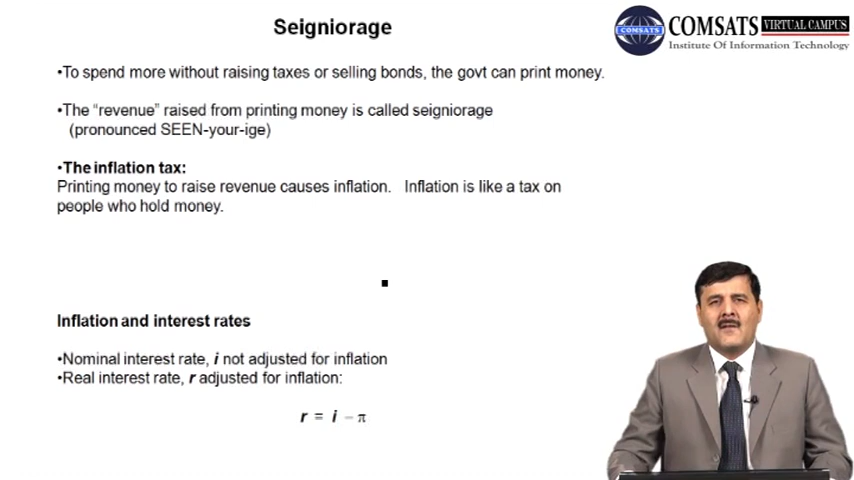 Seigniorage
COMSATS
VIRTUAL CAMPUS
Institute Of Information Technology
COMSATS
•To spend more without raising taxes or selling bonds, the govt can print money.
•The “revenue” raised from printing money is called seigniorage
(pronounced SEEN-your-ige)
•The inflation tax:
Printing money to raise revenue causes inflation. Inflation is like a tax on
people who hold money.
Inflation and interest rates
•Nominal interest rate, i not adjusted for inflation
•Real interest rate, r adjusted for inflation:
r = i − π